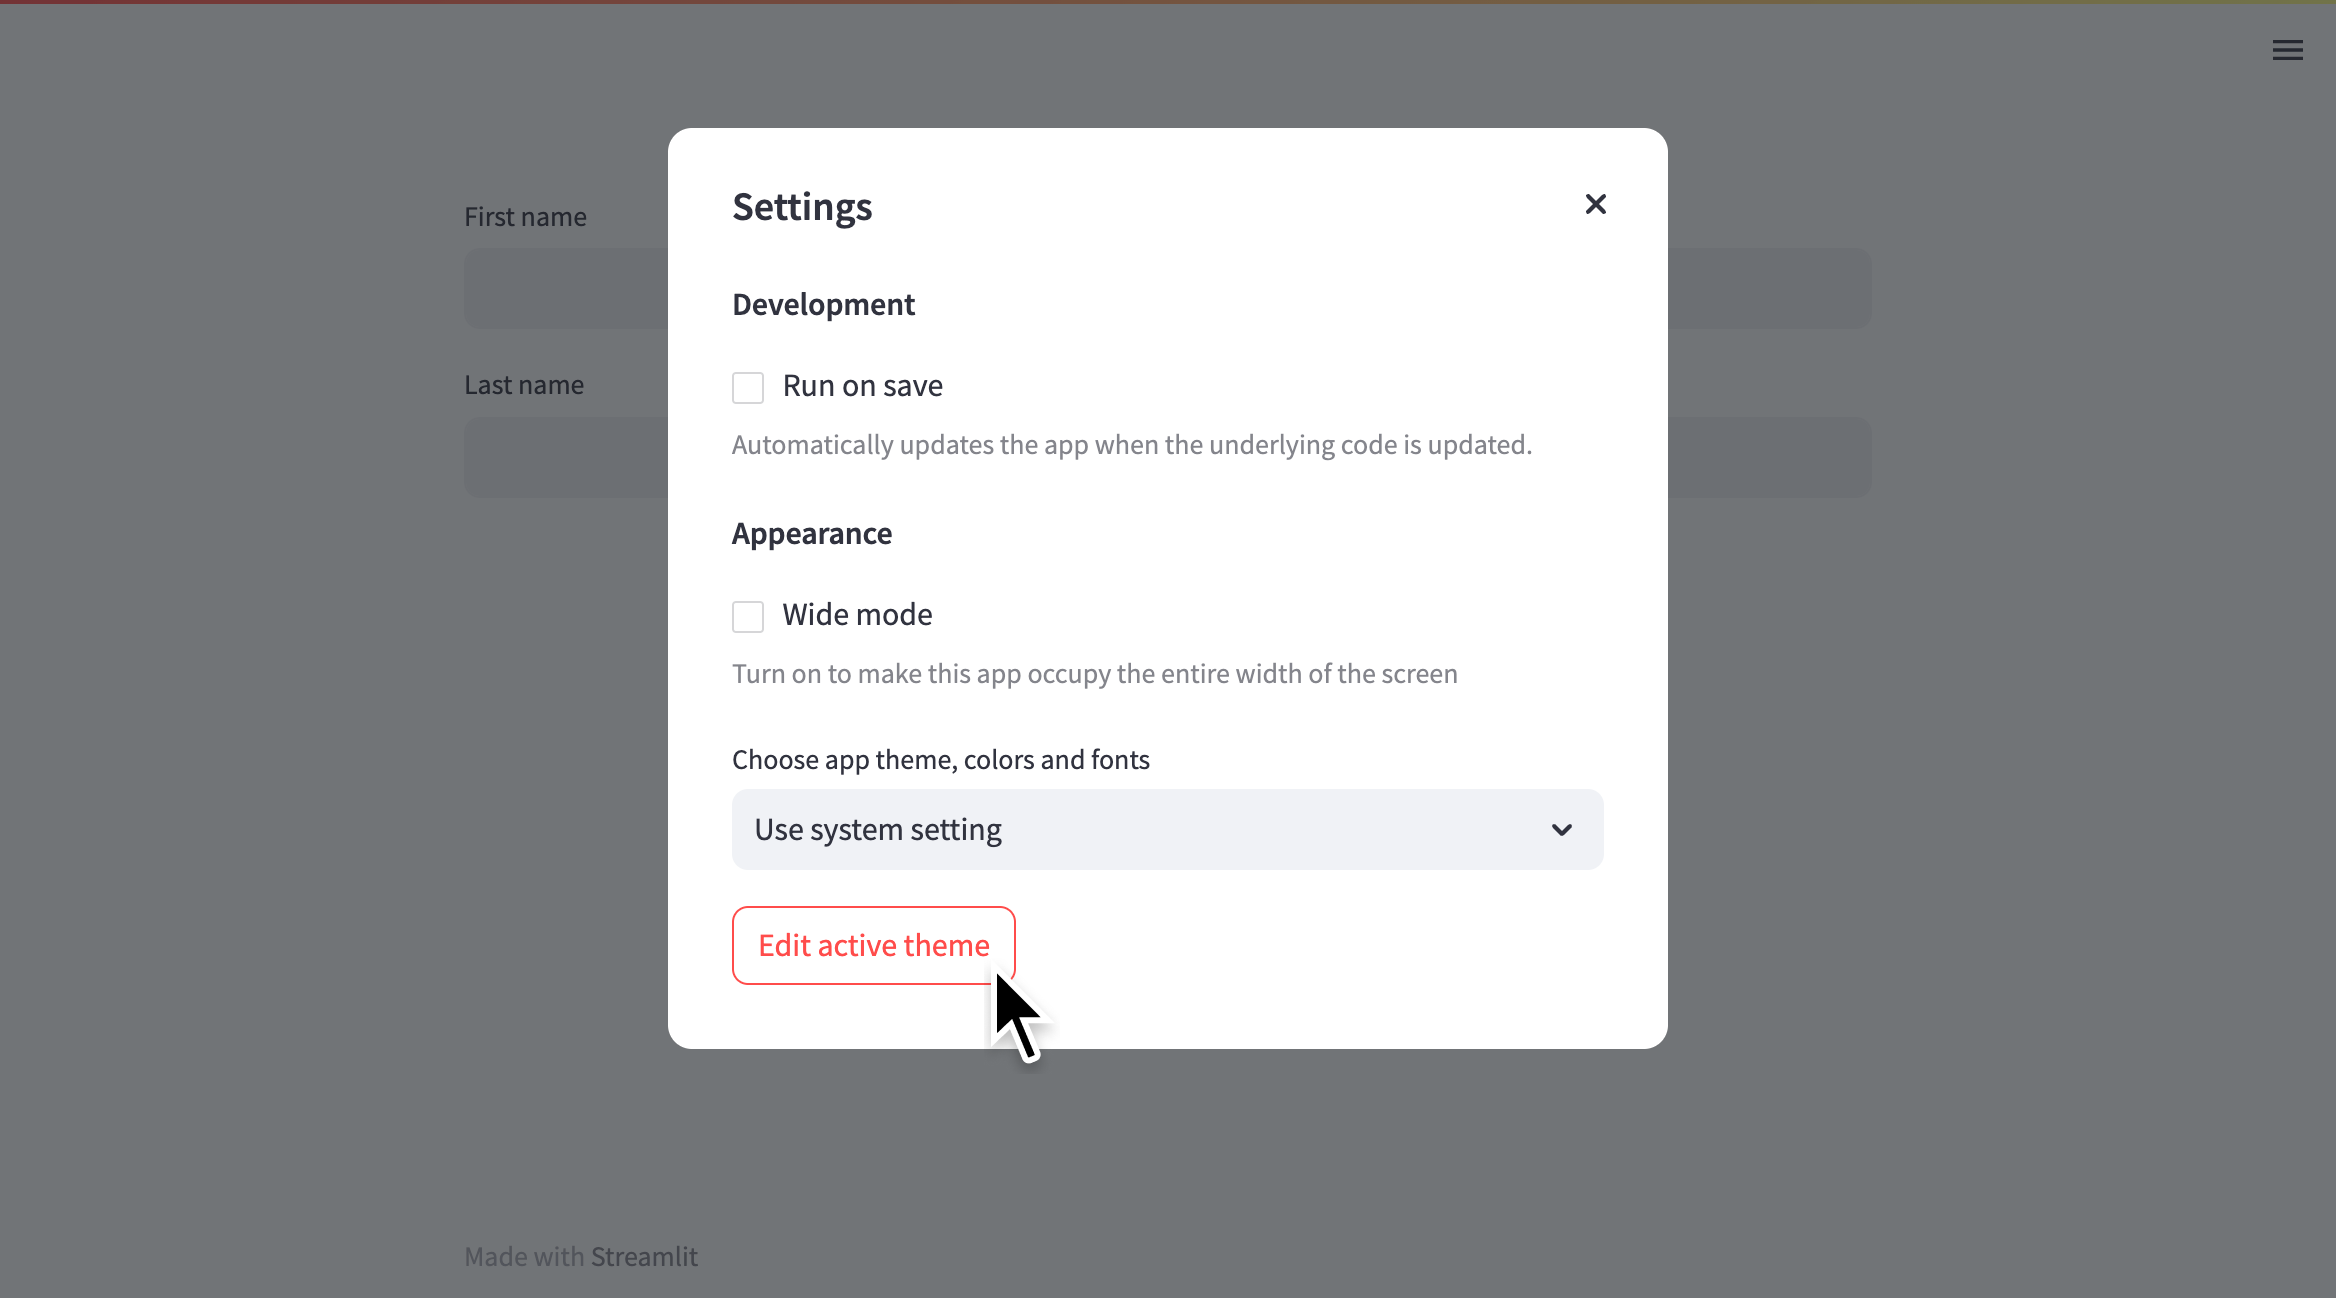 First name
Last name
Settings
Development
Run on save
Automatically updates the app when the underlying code is updated.
Appearance
Wide mode
Turn on to make this app occupy the entire width of the screen
Choose app theme, colors and fonts
Use system setting
Edit active theme
Made with Streamlit